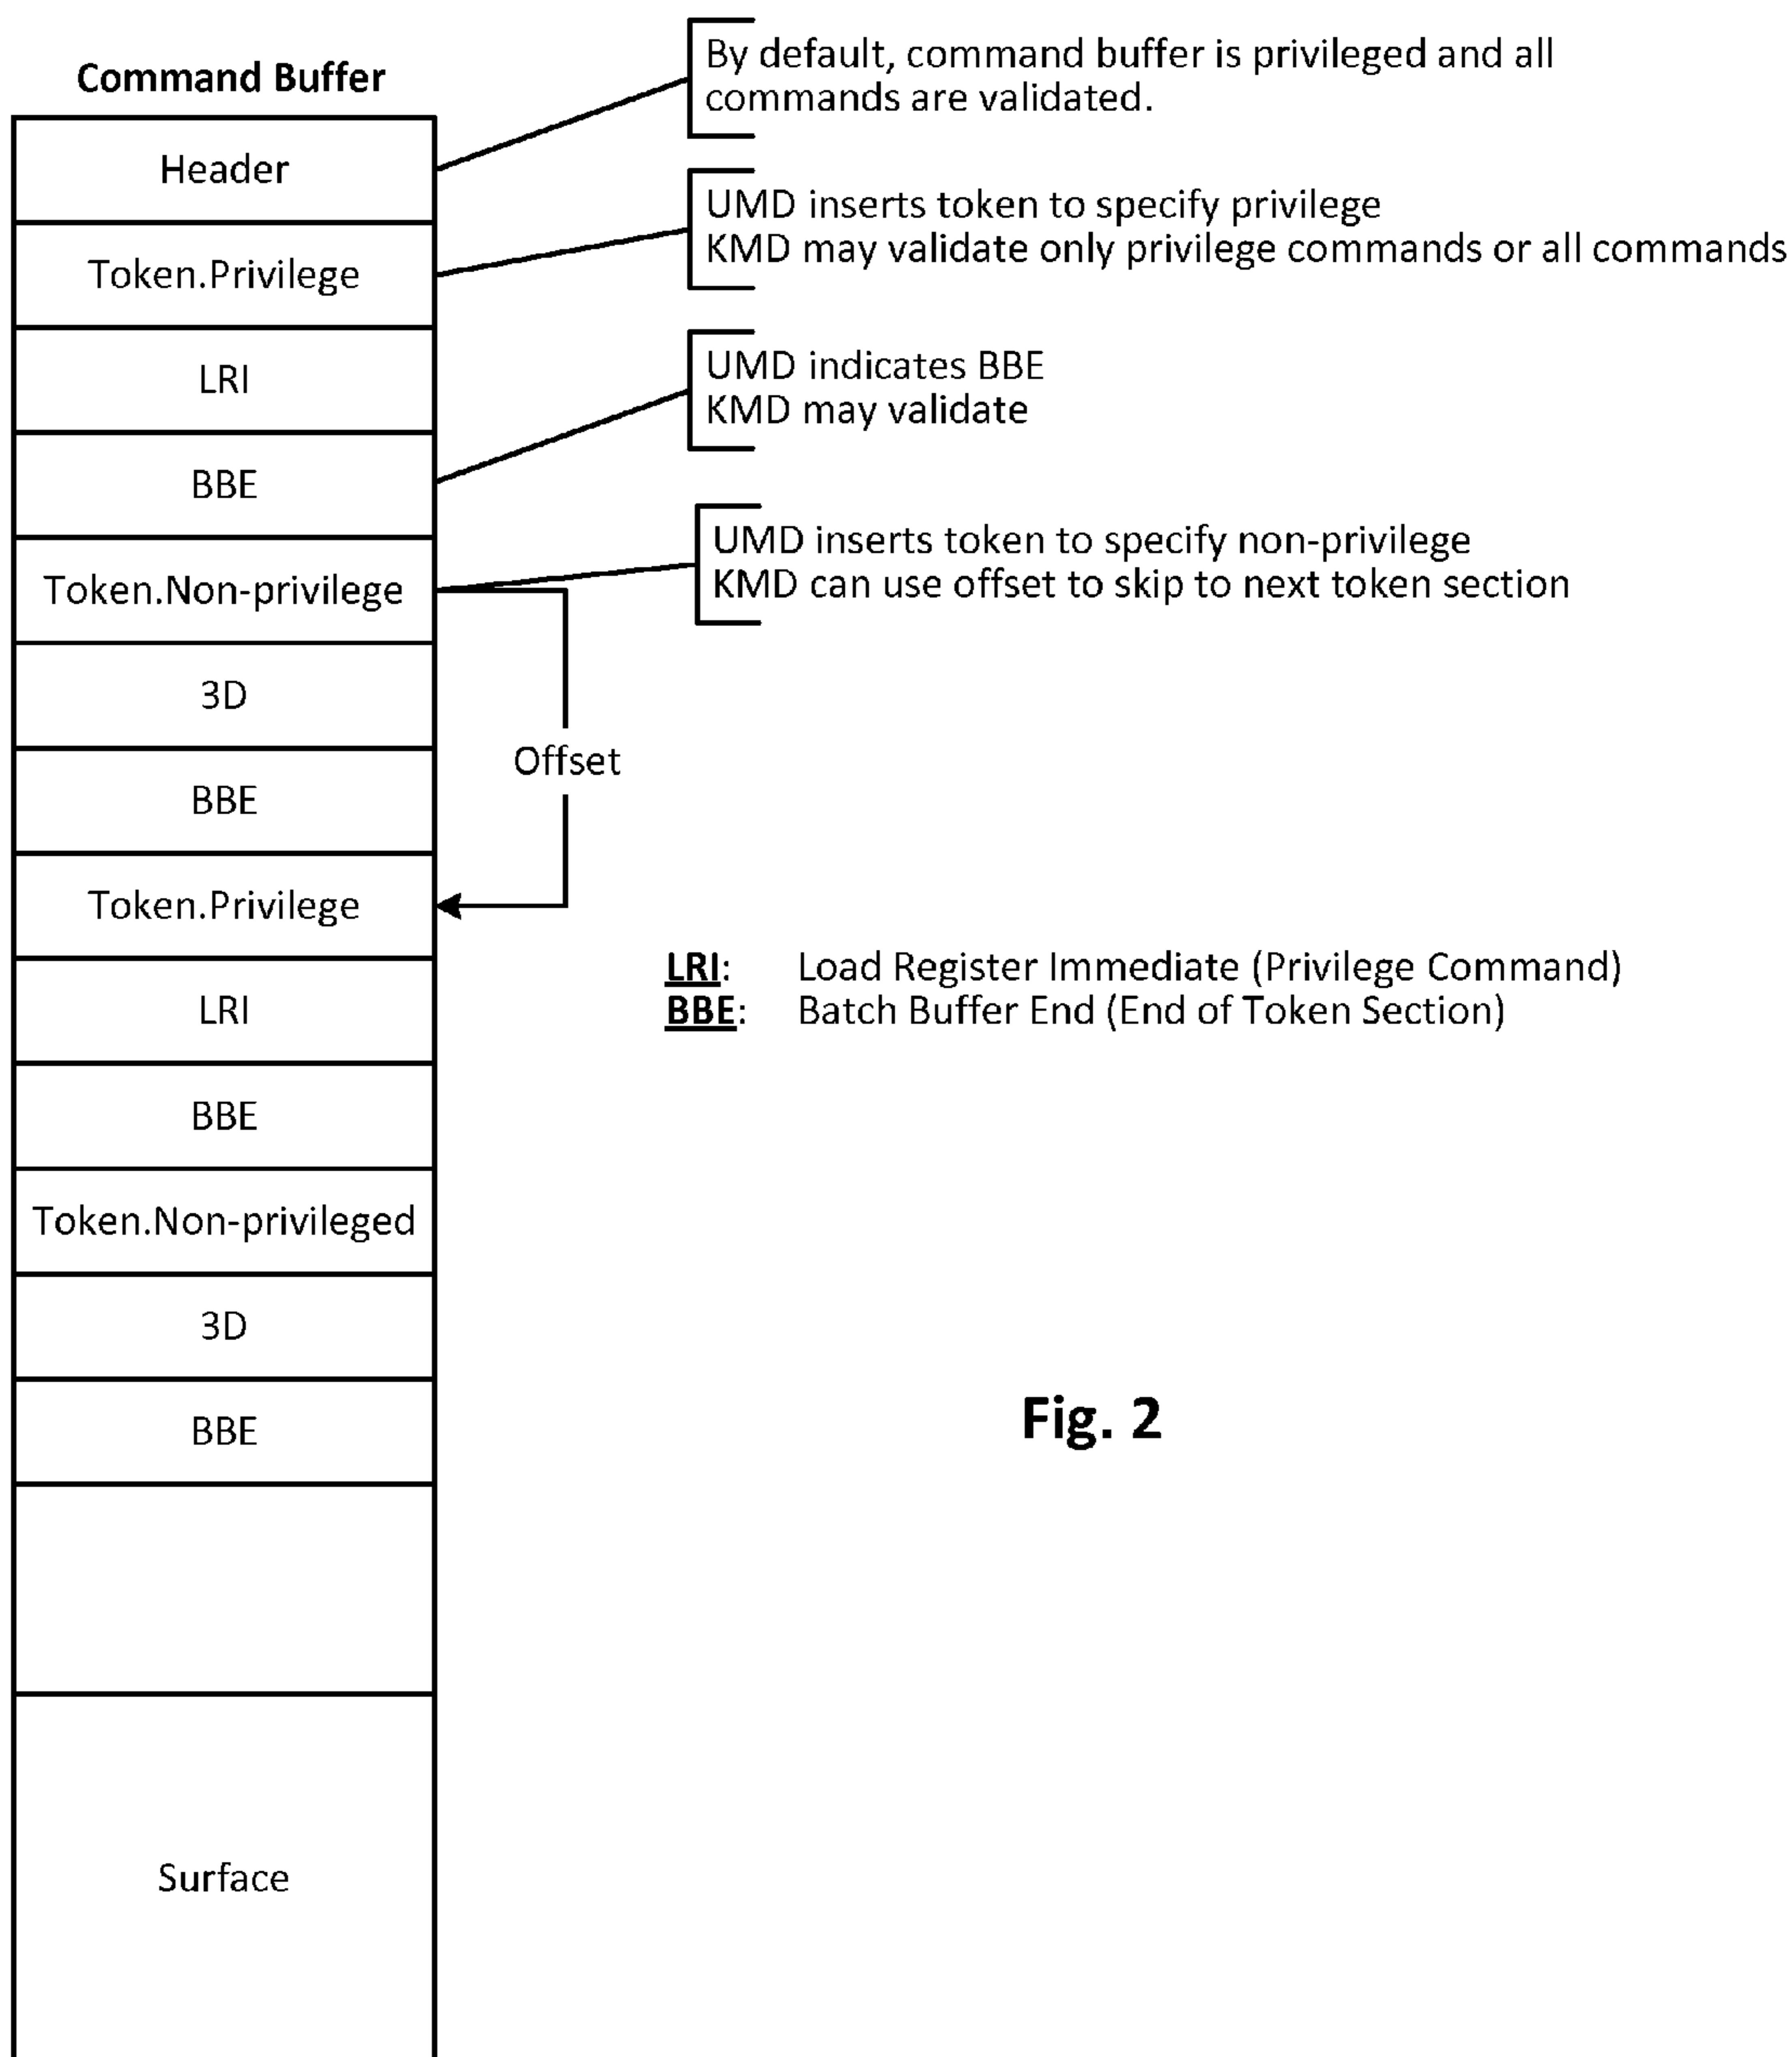 Command Buffer
Header
Token.Privilege
LRI
BBE
Token.Non-privilege
3D
BBE
Token.Privilege
LRI
BBE
Token.Non-privileged
3D
BBE
Surface
By default, command buffer is privileged and all
commands are validated.
UMD inserts token to specify privilege
KMD may validate only privilege commands or all commands
UMD indicates BBE
KMD may validate
UMD inserts token to specify non-privilege
KMD can use offset to skip to next token section
Offset
LRI: Load Register Immediate (Privilege Command)
BBE: Batch Buffer End (End of Token Section)
Fig. 2